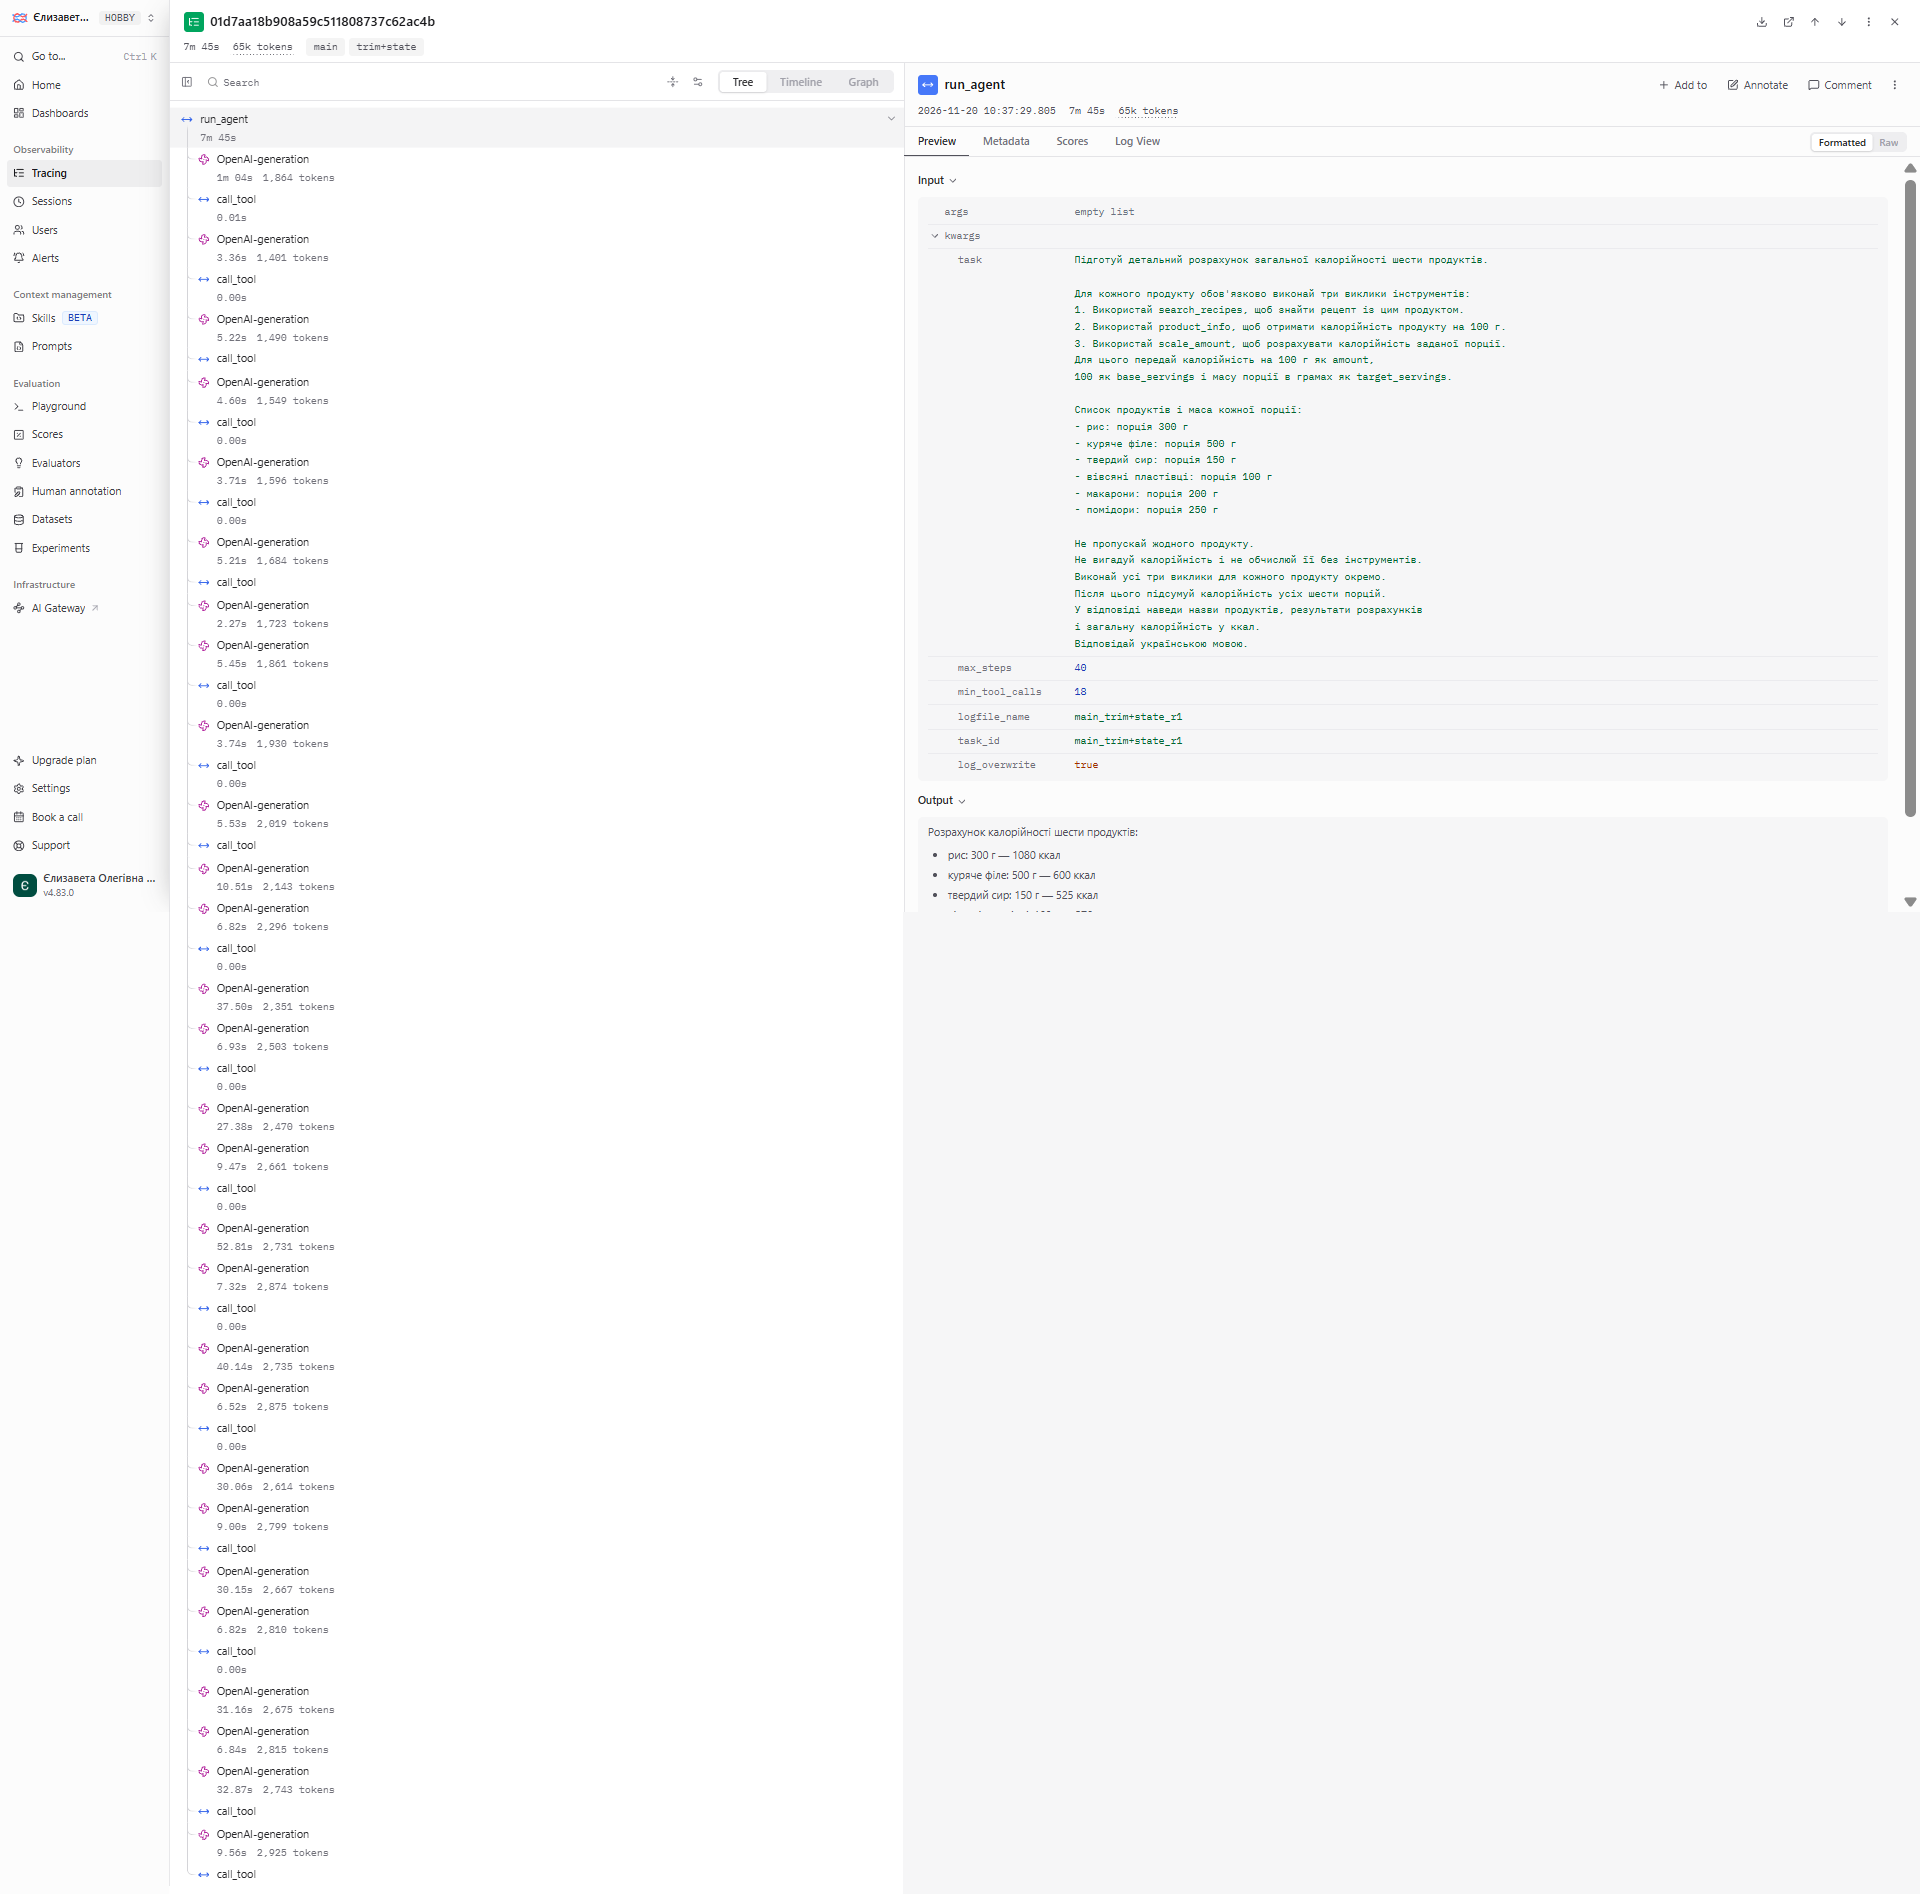 Єлизавет...
HOBBY
Go to...
Ctrl K
Home
Dashboards
Observability
Tracing
Sessions
Users
Alerts
Context management
Skills
BETA
Prompts
Evaluation
Playground
Scores
Evaluators
Human annotation
Datasets
Experiments
Infrastructure
AI Gateway
Upgrade plan
Settings
Book a call
Support
Є
Єлизавета Олегівна ...
v4.83.0
01d7aa18b908a59c511808737c62ac4b
7m 45s 65k tokens main trim+state
Search
Tree Timeline Graph
run_agent
7m 45s
OpenAI-generation
1m 04s 1,864 tokens
call_tool
0.01s
OpenAI-generation
3.36s 1,401 tokens
call_tool
0.00s
OpenAI-generation
5.22s 1,490 tokens
call_tool
OpenAI-generation
4.60s 1,549 tokens
call_tool
0.00s
OpenAI-generation
3.71s 1,596 tokens
call_tool
0.00s
OpenAI-generation
5.21s 1,684 tokens
call_tool
OpenAI-generation
2.27s 1,723 tokens
OpenAI-generation
5.45s 1,861 tokens
call_tool
0.00s
OpenAI-generation
3.74s 1,930 tokens
call_tool
0.00s
OpenAI-generation
5.53s 2,019 tokens
call_tool
OpenAI-generation
10.51s 2,143 tokens
OpenAI-generation
6.82s 2,296 tokens
call_tool
0.00s
OpenAI-generation
37.50s 2,351 tokens
OpenAI-generation
6.93s 2,503 tokens
call_tool
0.00s
OpenAI-generation
27.38s 2,470 tokens
OpenAI-generation
9.47s 2,661 tokens
call_tool
0.00s
OpenAI-generation
52.81s 2,731 tokens
OpenAI-generation
7.32s 2,874 tokens
call_tool
0.00s
OpenAI-generation
40.14s 2,735 tokens
OpenAI-generation
6.52s 2,875 tokens
call_tool
0.00s
OpenAI-generation
30.06s 2,614 tokens
OpenAI-generation
9.00s 2,799 tokens
call_tool
OpenAI-generation
30.15s 2,667 tokens
OpenAI-generation
6.82s 2,810 tokens
call_tool
0.00s
OpenAI-generation
31.16s 2,675 tokens
OpenAI-generation
6.84s 2,815 tokens
OpenAI-generation
32.87s 2,743 tokens
call_tool
OpenAI-generation
9.56s 2,925 tokens
call_tool
run_agent
Add to Annotate Comment
2026-11-20 10:37:29.805 7m 45s 65k tokens
Preview Metadata Scores Log View
Formatted Raw
Input
args empty list
kwargs
task Підготуй детальний розрахунок загальної калорійності шести продуктів.
Для кожного продукту обов'язково виконай три виклики інструментів:
1. Використай search_recipes, щоб знайти рецепт із цим продуктом.
2. Використай product_info, щоб отримати калорійність продукту на 100 г.
3. Використай scale_amount, щоб розрахувати калорійність заданої порції.
Для цього передай калорійність на 100 г як amount,
100 як base_servings і масу порції в грамах як target_servings.
Список продуктів і маса кожної порції:
- рис: порція 300 г
- куряче філе: порція 500 г
- твердий сир: порція 150 г
- вівсяні пластівці: порція 100 г
- макарони: порція 200 г
- помідори: порція 250 г
Не пропускай жодного продукту.
Не вигадуй калорійність і не обчислюй її без інструментів.
Виконай усі три виклики для кожного продукту окремо.
Після цього підсумуй калорійність усіх шести порцій.
У відповіді наведи назви продуктів, результати розрахунків
і загальну калорійність у ккал.
Відповідай українською мовою.
max_steps 40
min_tool_calls 18
logfile_name main_trim+state_r1
task_id main_trim+state_r1
log_overwrite true
Output
Розрахунок калорійності шести продуктів:
• рис: 300 г — 1080 ккал
• куряче філе: 500 г — 600 ккал
• твердий сир: 150 г — 525 ккал